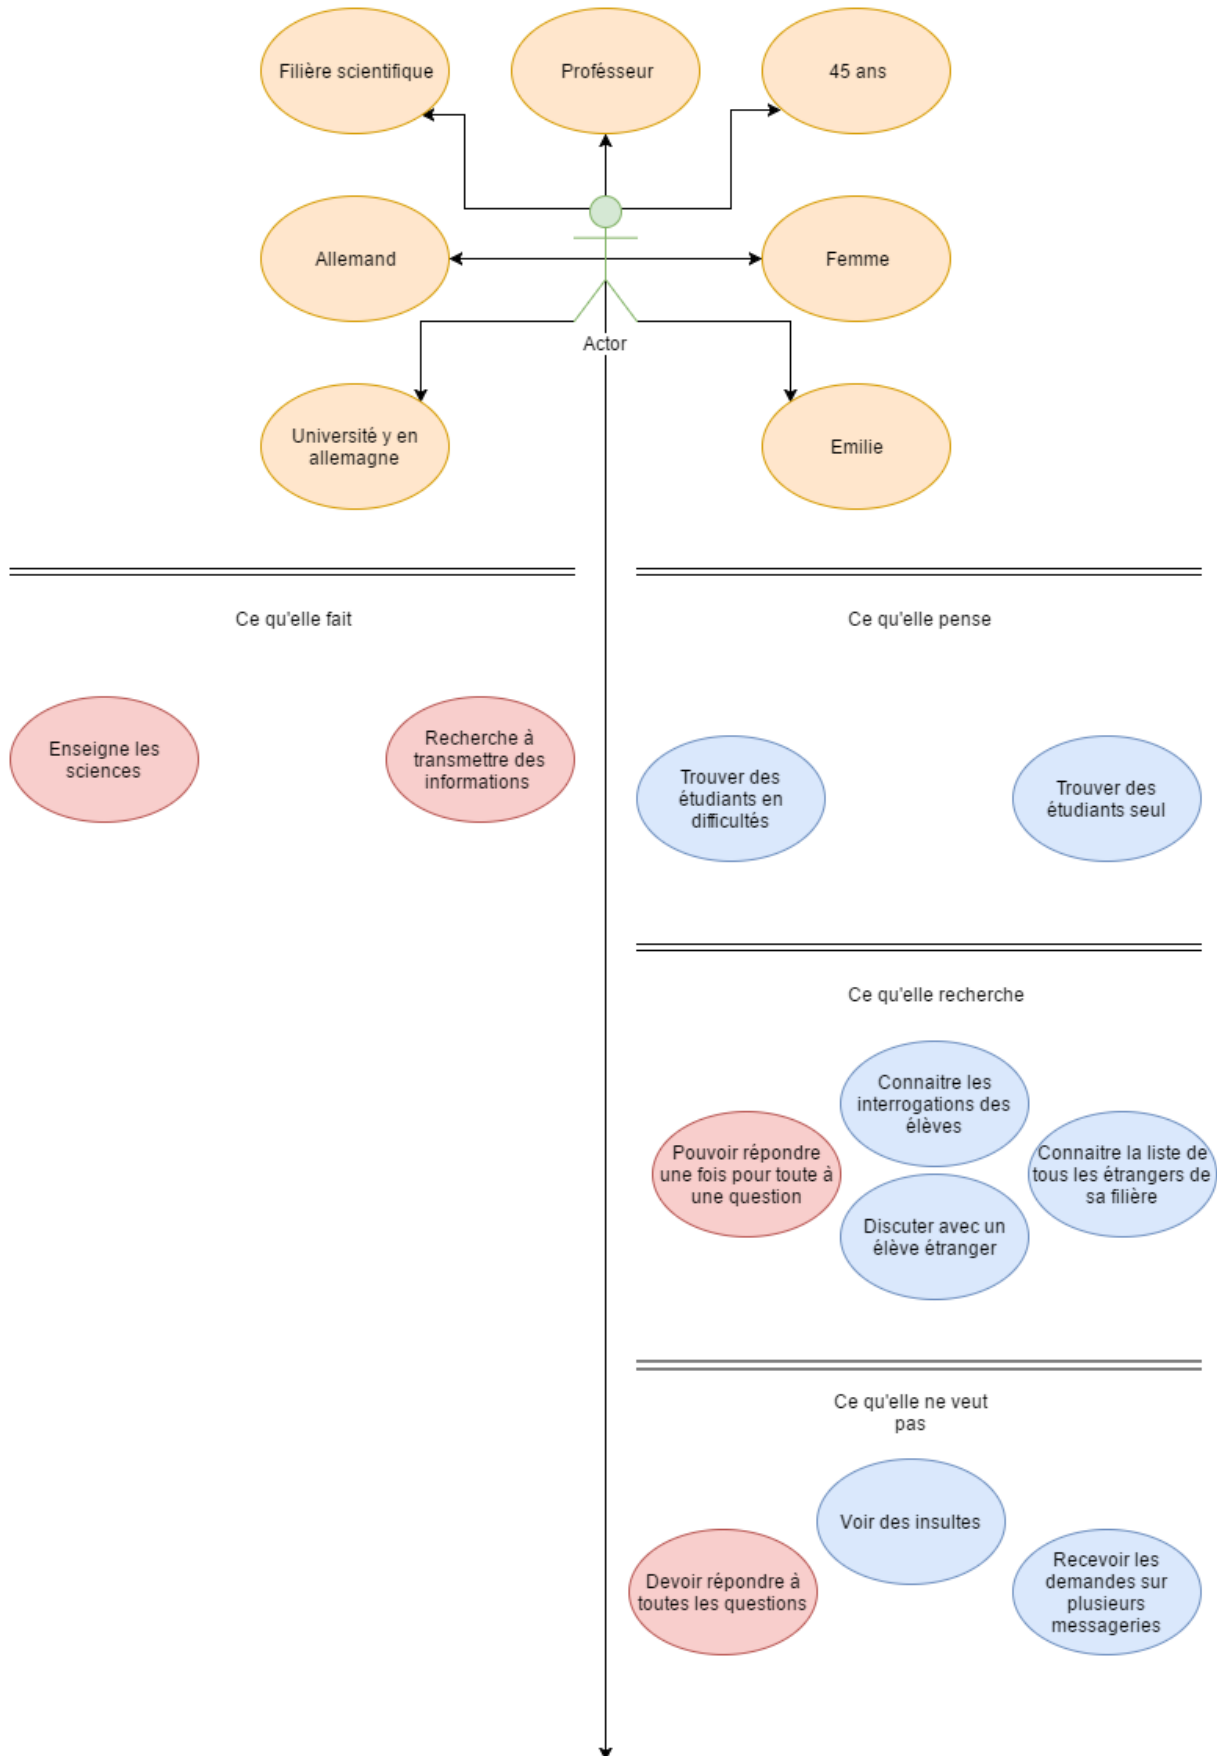 Filière scientifique
Profésseur
45 ans
Allemand
Femme
Actor
Université y en
allemagne
Emilie
Ce qu'elle fait
Ce qu'elle pense
Enseigne les
sciences
Recherche à
transmettre des
informations
Trouver des
étudiants en
difficultés
Trouver des
étudiants seul
Ce qu'elle recherche
Connaitre les
interrogations des
élèves
Pouvoir répondre
une fois pour toute à
une question
Connaitre la liste de
tous les étrangers de
sa filière
Discuter avec un
élève étranger
Ce qu'elle ne veut
pas
Voir des insultes
Devoir répondre à
toutes les questions
Recevoir les
demandes sur
plusieurs
messageries